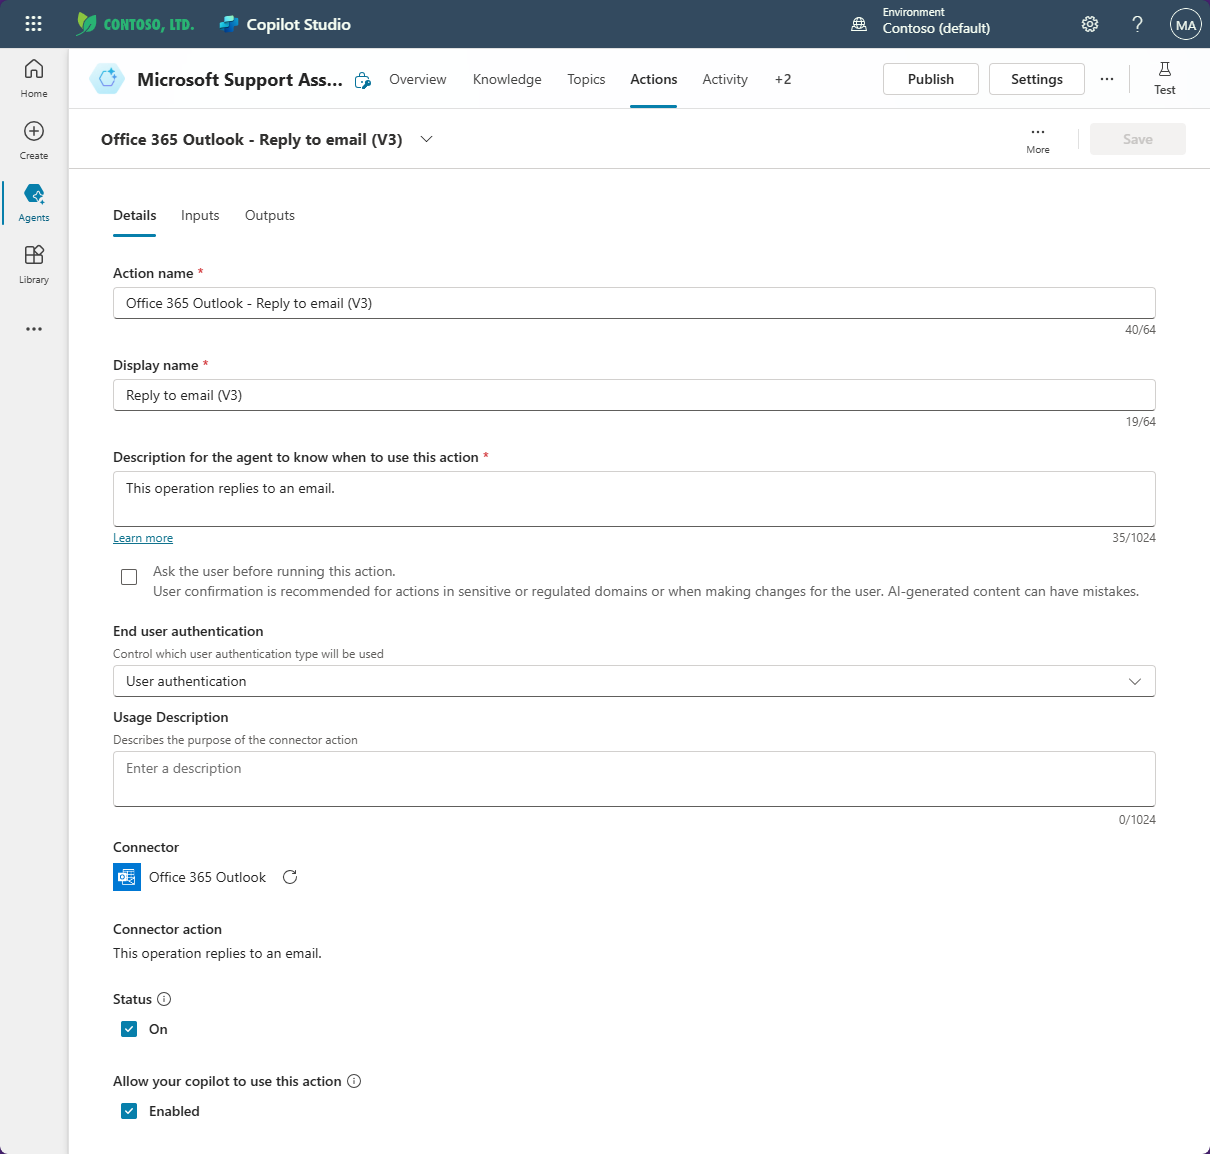 CONTOSO, LTD.
Copilot Studio
Environment
Contoso (default)
?
MA
Home
Create
Agents
Library
Microsoft Support Ass...
Overview
Knowledge
Topics
Actions
Activity
+2
Publish
Settings
Test
Office 365 Outlook - Reply to email (V3)
More
Save
Details
Inputs
Outputs
Action name *
Office 365 Outlook - Reply to email (V3)
40/64
Display name *
Reply to email (V3)
19/64
Description for the agent to know when to use this action *
This operation replies to an email.
Learn more
35/1024
Ask the user before running this action.
User confirmation is recommended for actions in sensitive or regulated domains or when making changes for the user. AI-generated content can have mistakes.
End user authentication
Control which user authentication type will be used
User authentication
Usage Description
Describes the purpose of the connector action
Enter a description
0/1024
Connector
Office 365 Outlook
Connector action
This operation replies to an email.
Status
On
Allow your copilot to use this action
Enabled